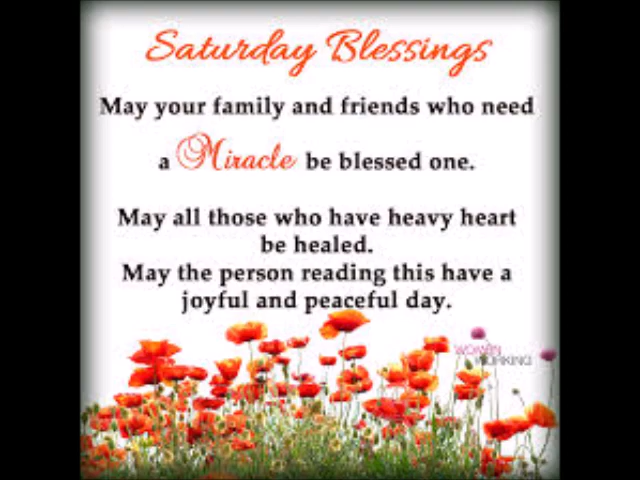 Saturday Blessings
May your family and friends who need
a Miracle be blessed one.
May all those who have heavy heart
be healed.
May the person reading this have a
joyful and peaceful day.
WOMEN
WORKING